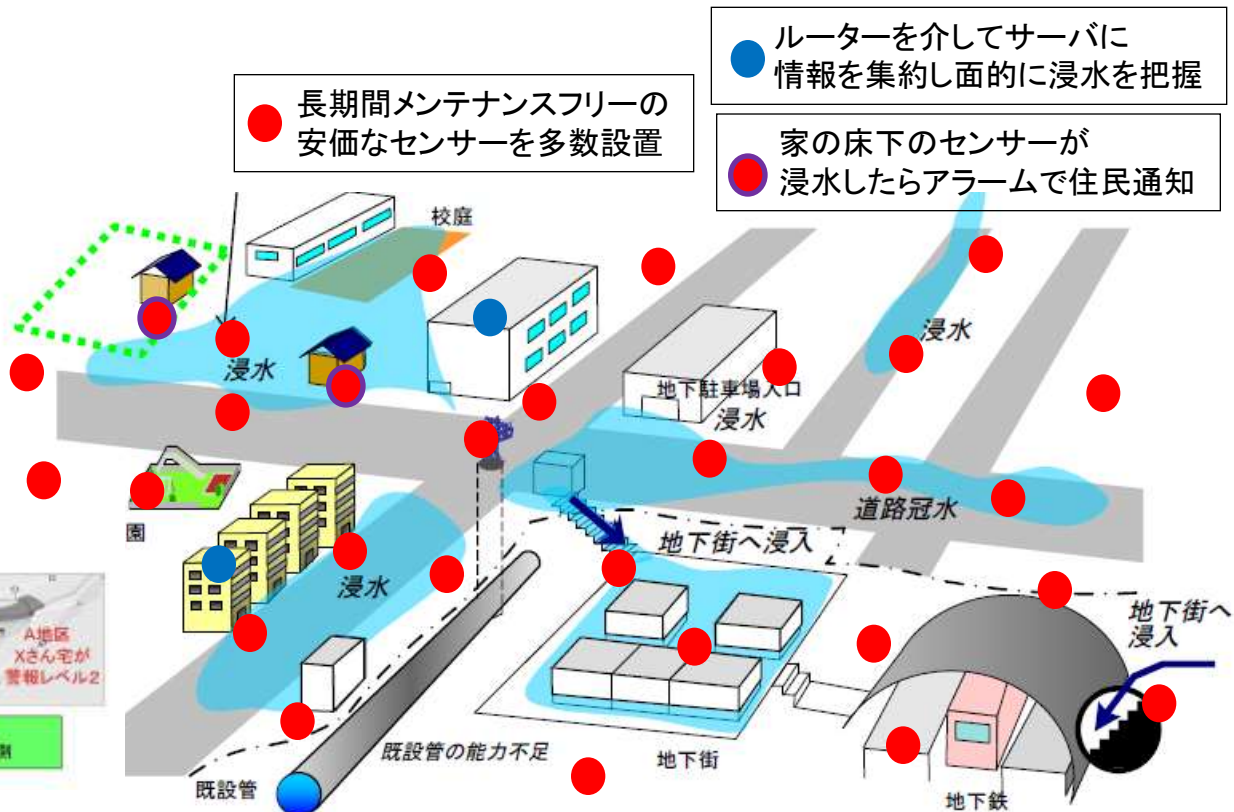 ルーターを介してサーバに
情報を集約し面的に浸水を把握
長期間メンテナンスフリーの
安価なセンサーを多数設置
家の床下のセンサーが
浸水したらアラームで住民通知
校庭
浸水
浸水
地下駐車場入口
浸水
道路冠水
園
地下街へ浸入
浸水
地下街へ
浸入
A地区
Xさん宅が
警報レベル2
既設管の能力不足
地下街
既設管
地下鉄